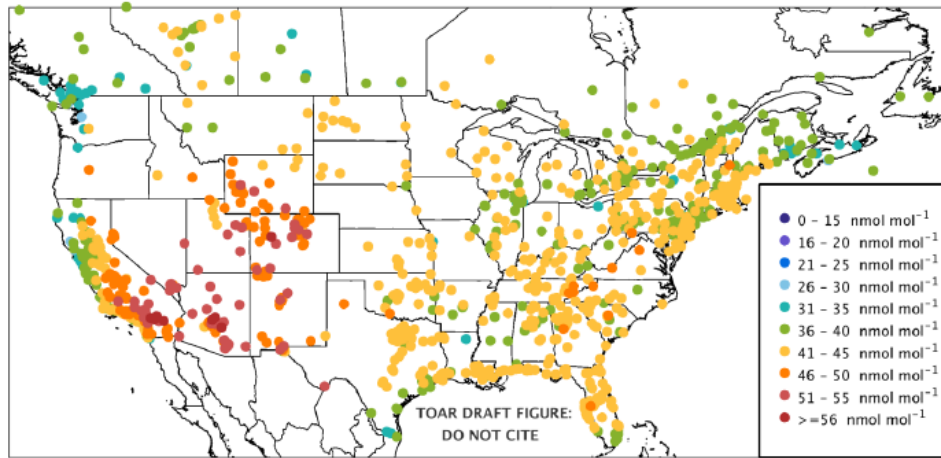 0 – 15 nmol mol⁻¹
16 – 20 nmol mol⁻¹
21 – 25 nmol mol⁻¹
26 – 30 nmol mol⁻¹
31 – 35 nmol mol⁻¹
36 – 40 nmol mol⁻¹
41 – 45 nmol mol⁻¹
46 – 50 nmol mol⁻¹
51 – 55 nmol mol⁻¹
>=56 nmol mol⁻¹
TOAR DRAFT FIGURE:
DO NOT CITE